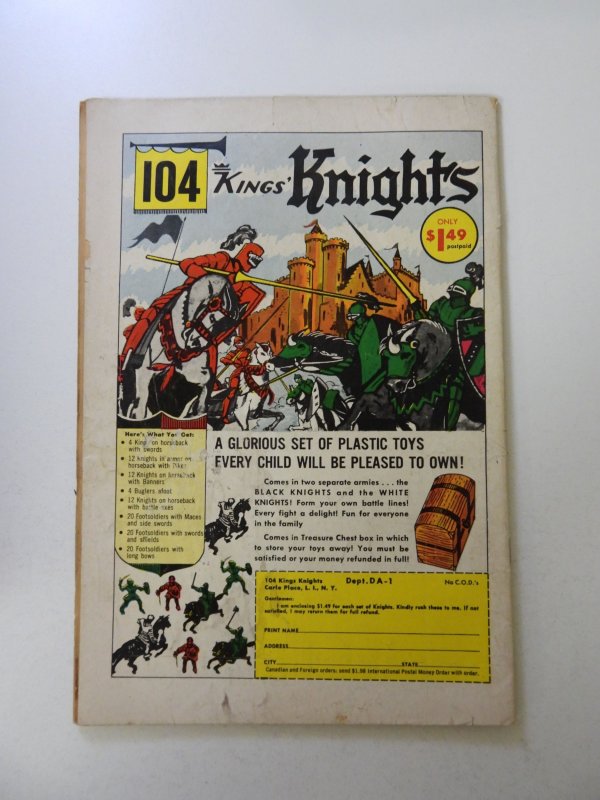 104
KINGS' Knights
ONLY
$1.49
postpaid
Here's What You Get:
• 4 Kings on horseback
with swords
• 12 knights in armor on
horseback with Pikes
• 12 Knights on horseback
with Banners
• 4 Buglers afoot
• 12 Knights on horseback
with battle axes
• 20 Footsoldiers with Maces
and side swords
• 20 Footsoldiers with swords
and shields
• 20 Footsoldiers with
long bows
A GLORIOUS SET OF PLASTIC TOYS
EVERY CHILD WILL BE PLEASED TO OWN!
Comes in two separate armies . . . the
BLACK KNIGHTS and the WHITE
KNIGHTS! Form your own battle lines!
Every fight a delight! Fun for everyone
in the family
Comes in Treasure Chest box in which
to store your toys away! You must be
satisfied or your money refunded in full!
104 Kings Knights Dept. DA-1 No C.O.D.'s
Carle Place, L. I., N. Y.
Gentlemen:
I am enclosing $1.49 for each set of Knights. Kindly rush these to me. If not
satisfied, I may return them for full refund.
PRINT NAME
ADDRESS
CITY STATE
Canadian and Foreign orders: send $1.98 International Postal Money Order with order.